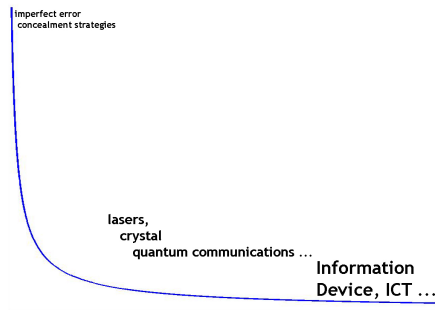 imperfect error
concealment strategies
lasers,
crystal
quantum communications ...
Information
Device, ICT ...